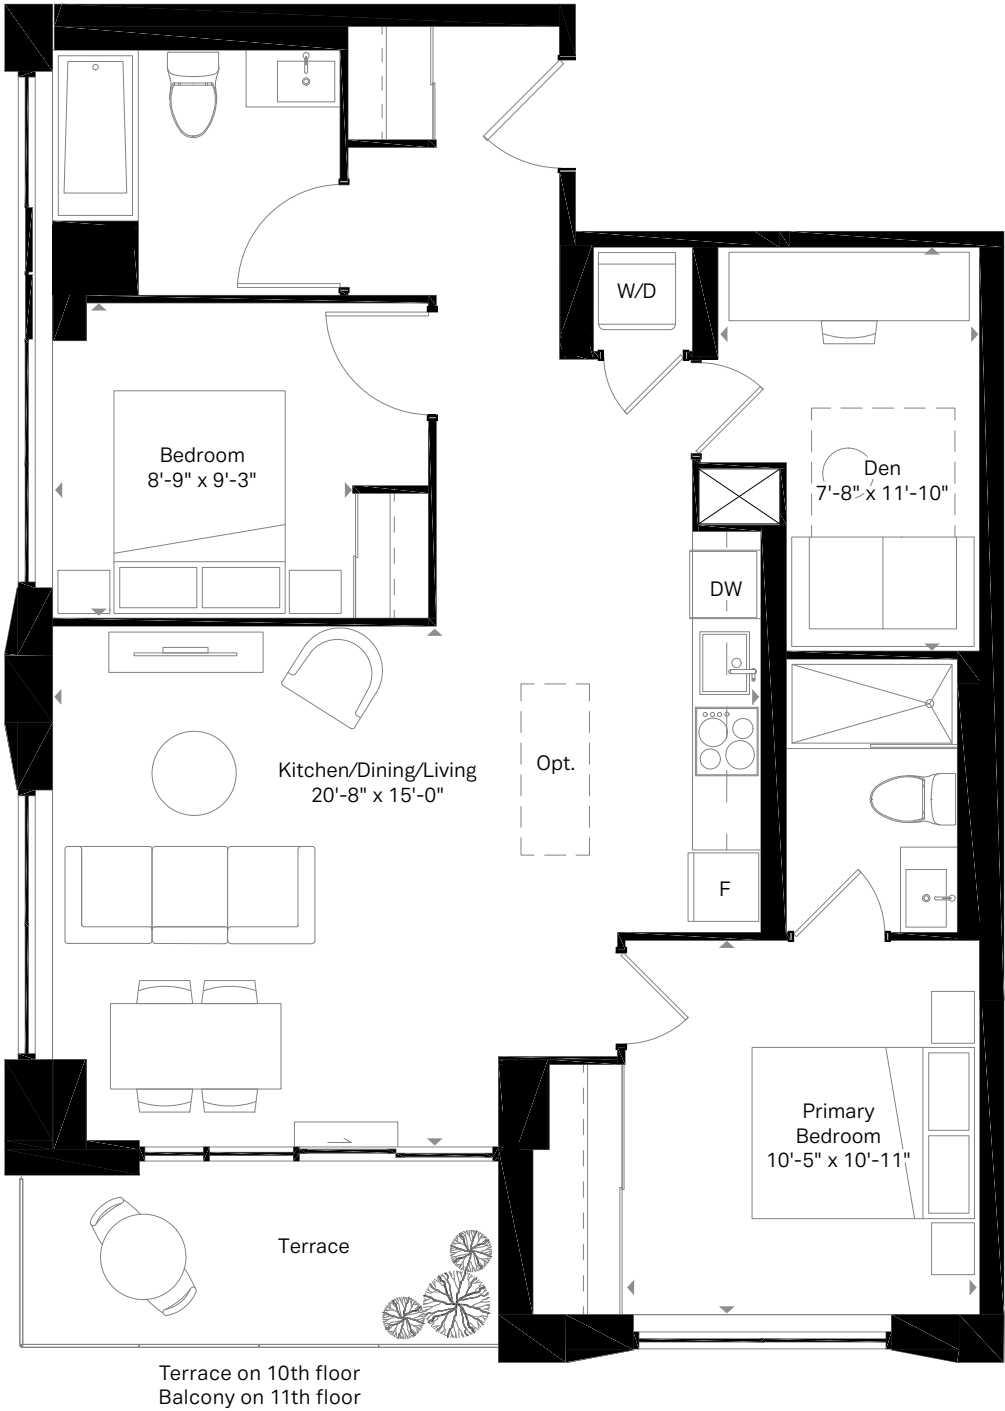 W/D
Bedroom
8'-9" x 9'-3"
Den
7'-8" x 11'-10"
DW
Kitchen/Dining/Living
20'-8" x 15'-0"
Opt.
F
Primary
Bedroom
10'-5" x 10'-11"
Terrace
Terrace on 10th floor
Balcony on 11th floor